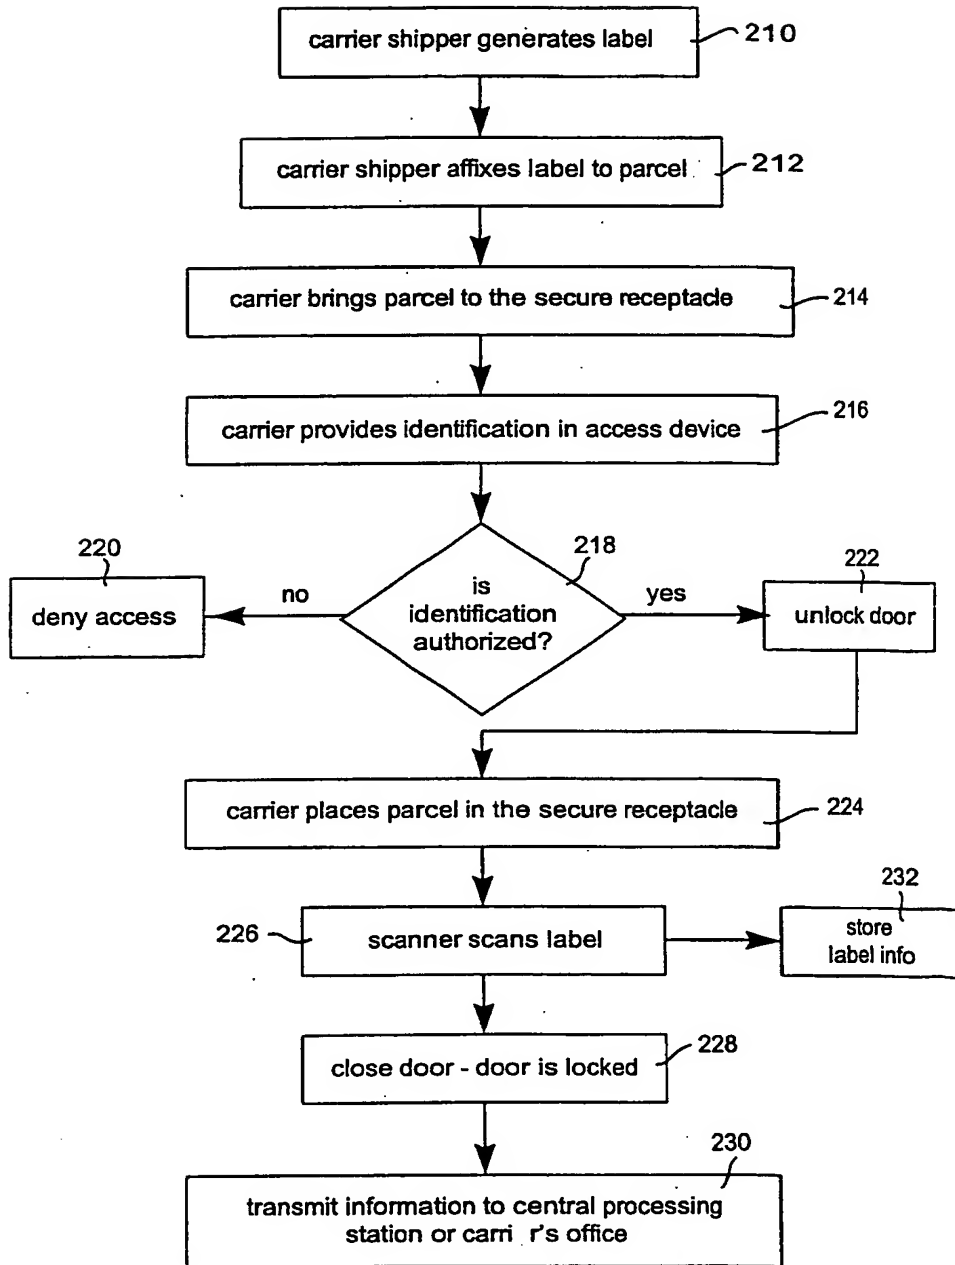 carrier shipper generates label
210
carrier shipper affixes label to parcel
212
carrier brings parcel to the secure receptacle
214
carrier provides identification in access device
216
218
is
identification
authorized?
no
220
deny access
yes
222
unlock door
carrier places parcel in the secure receptacle
224
226
scanner scans label
232
store
label info
close door - door is locked
228
230
transmit information to central processing
station or carri r's office